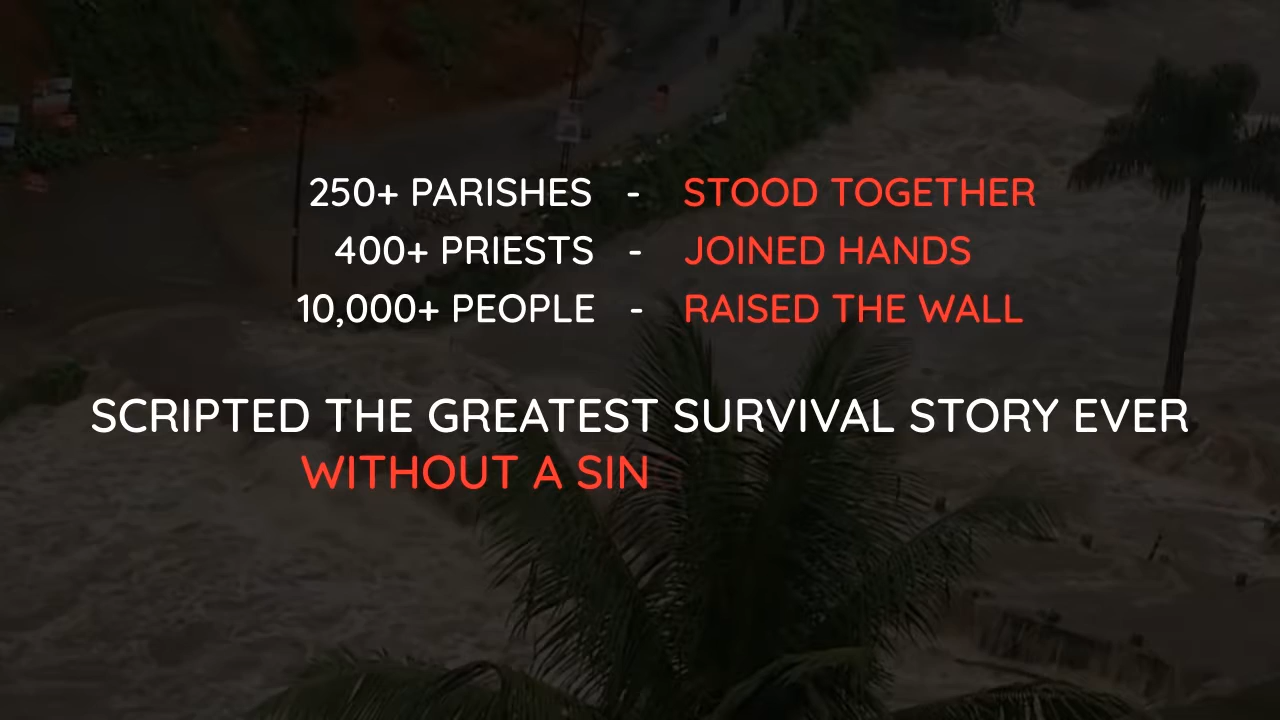 250+ PARISHES - STOOD TOGETHER
400+ PRIESTS - JOINED HANDS
10,000+ PEOPLE - RAISED THE WALL
SCRIPTED THE GREATEST SURVIVAL STORY EVER
WITHOUT A SIN